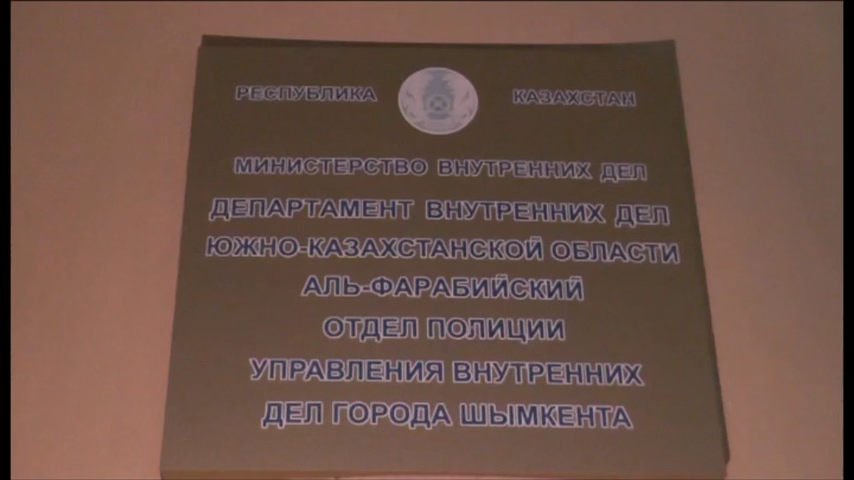 РЕСПУБЛИКА КАЗАХСТАН
МИНИСТЕРСТВО ВНУТРЕННИХ ДЕЛ
ДЕПАРТАМЕНТ ВНУТРЕННИХ ДЕЛ
ЮЖНО-КАЗАХСТАНСКОЙ ОБЛАСТИ
АЛЬ-ФАРАБИЙСКИЙ
ОТДЕЛ ПОЛИЦИИ
УПРАВЛЕНИЯ ВНУТРЕННИХ
ДЕЛ ГОРОДА ШЫМКЕНТА